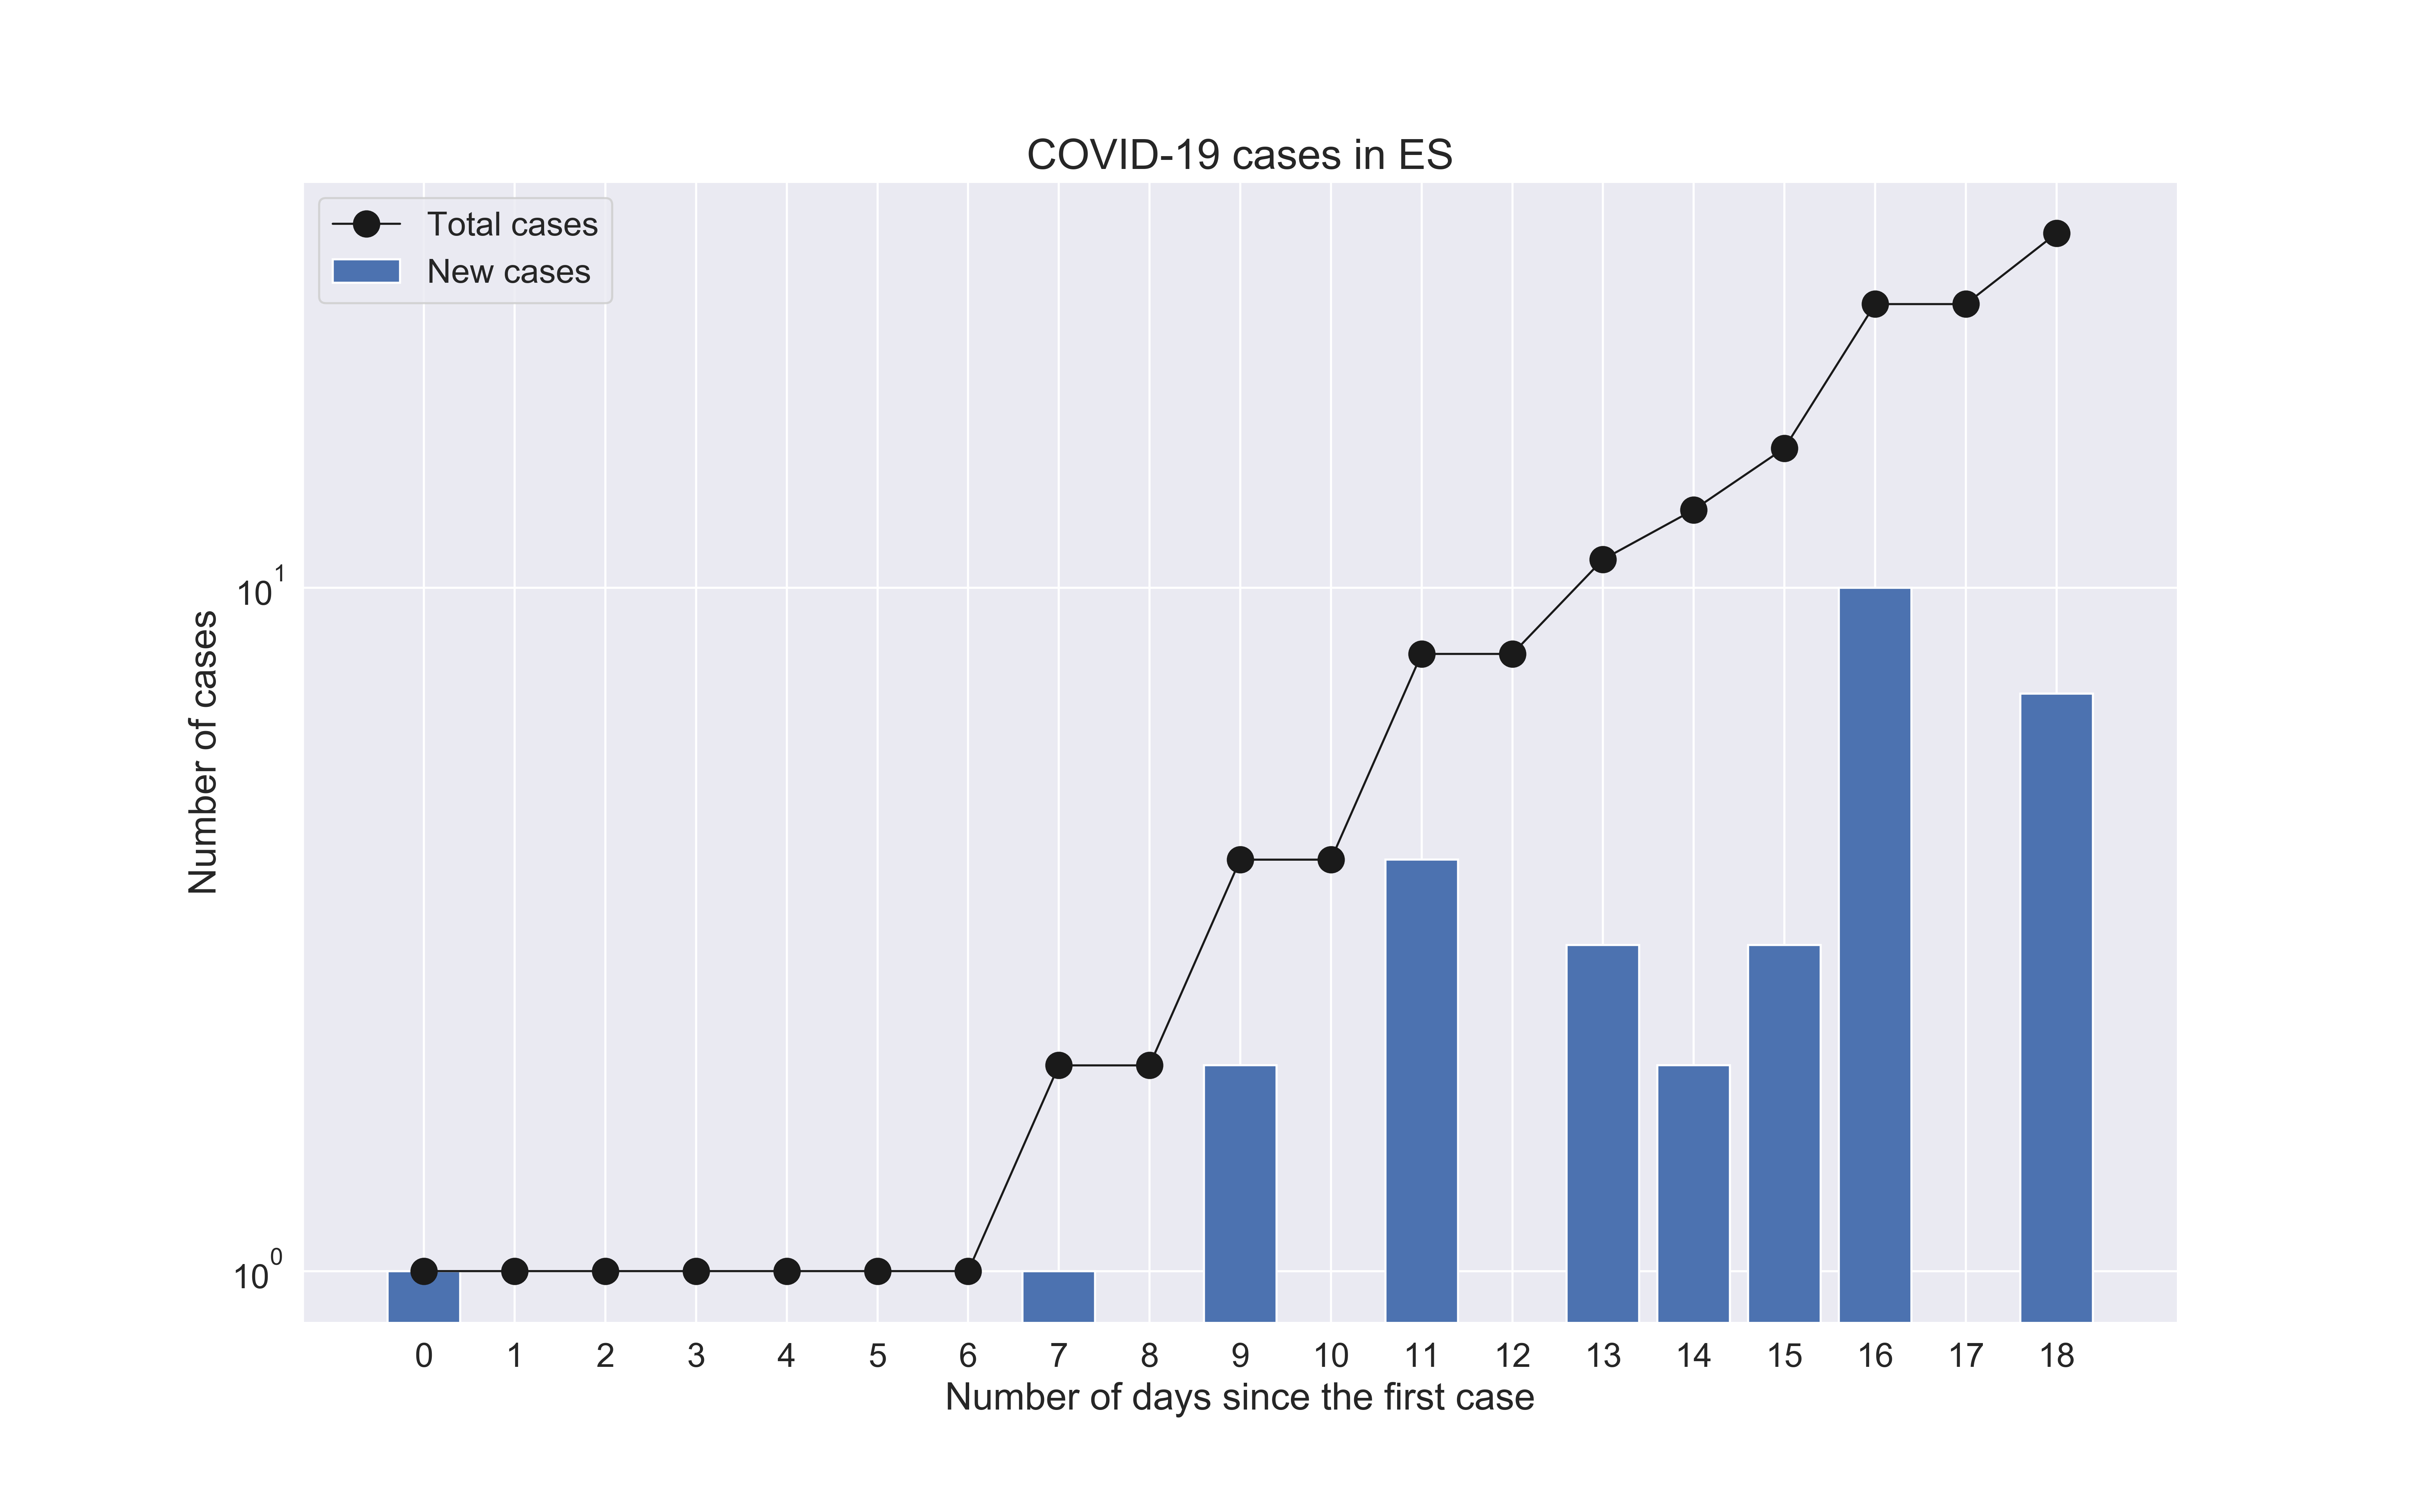 COVID-19 cases in ES
Total cases
New cases
Number of cases
10^1
10^0
0 1 2 3 4 5 6 7 8 9 10 11 12 13 14 15 16 17 18
Number of days since the first case